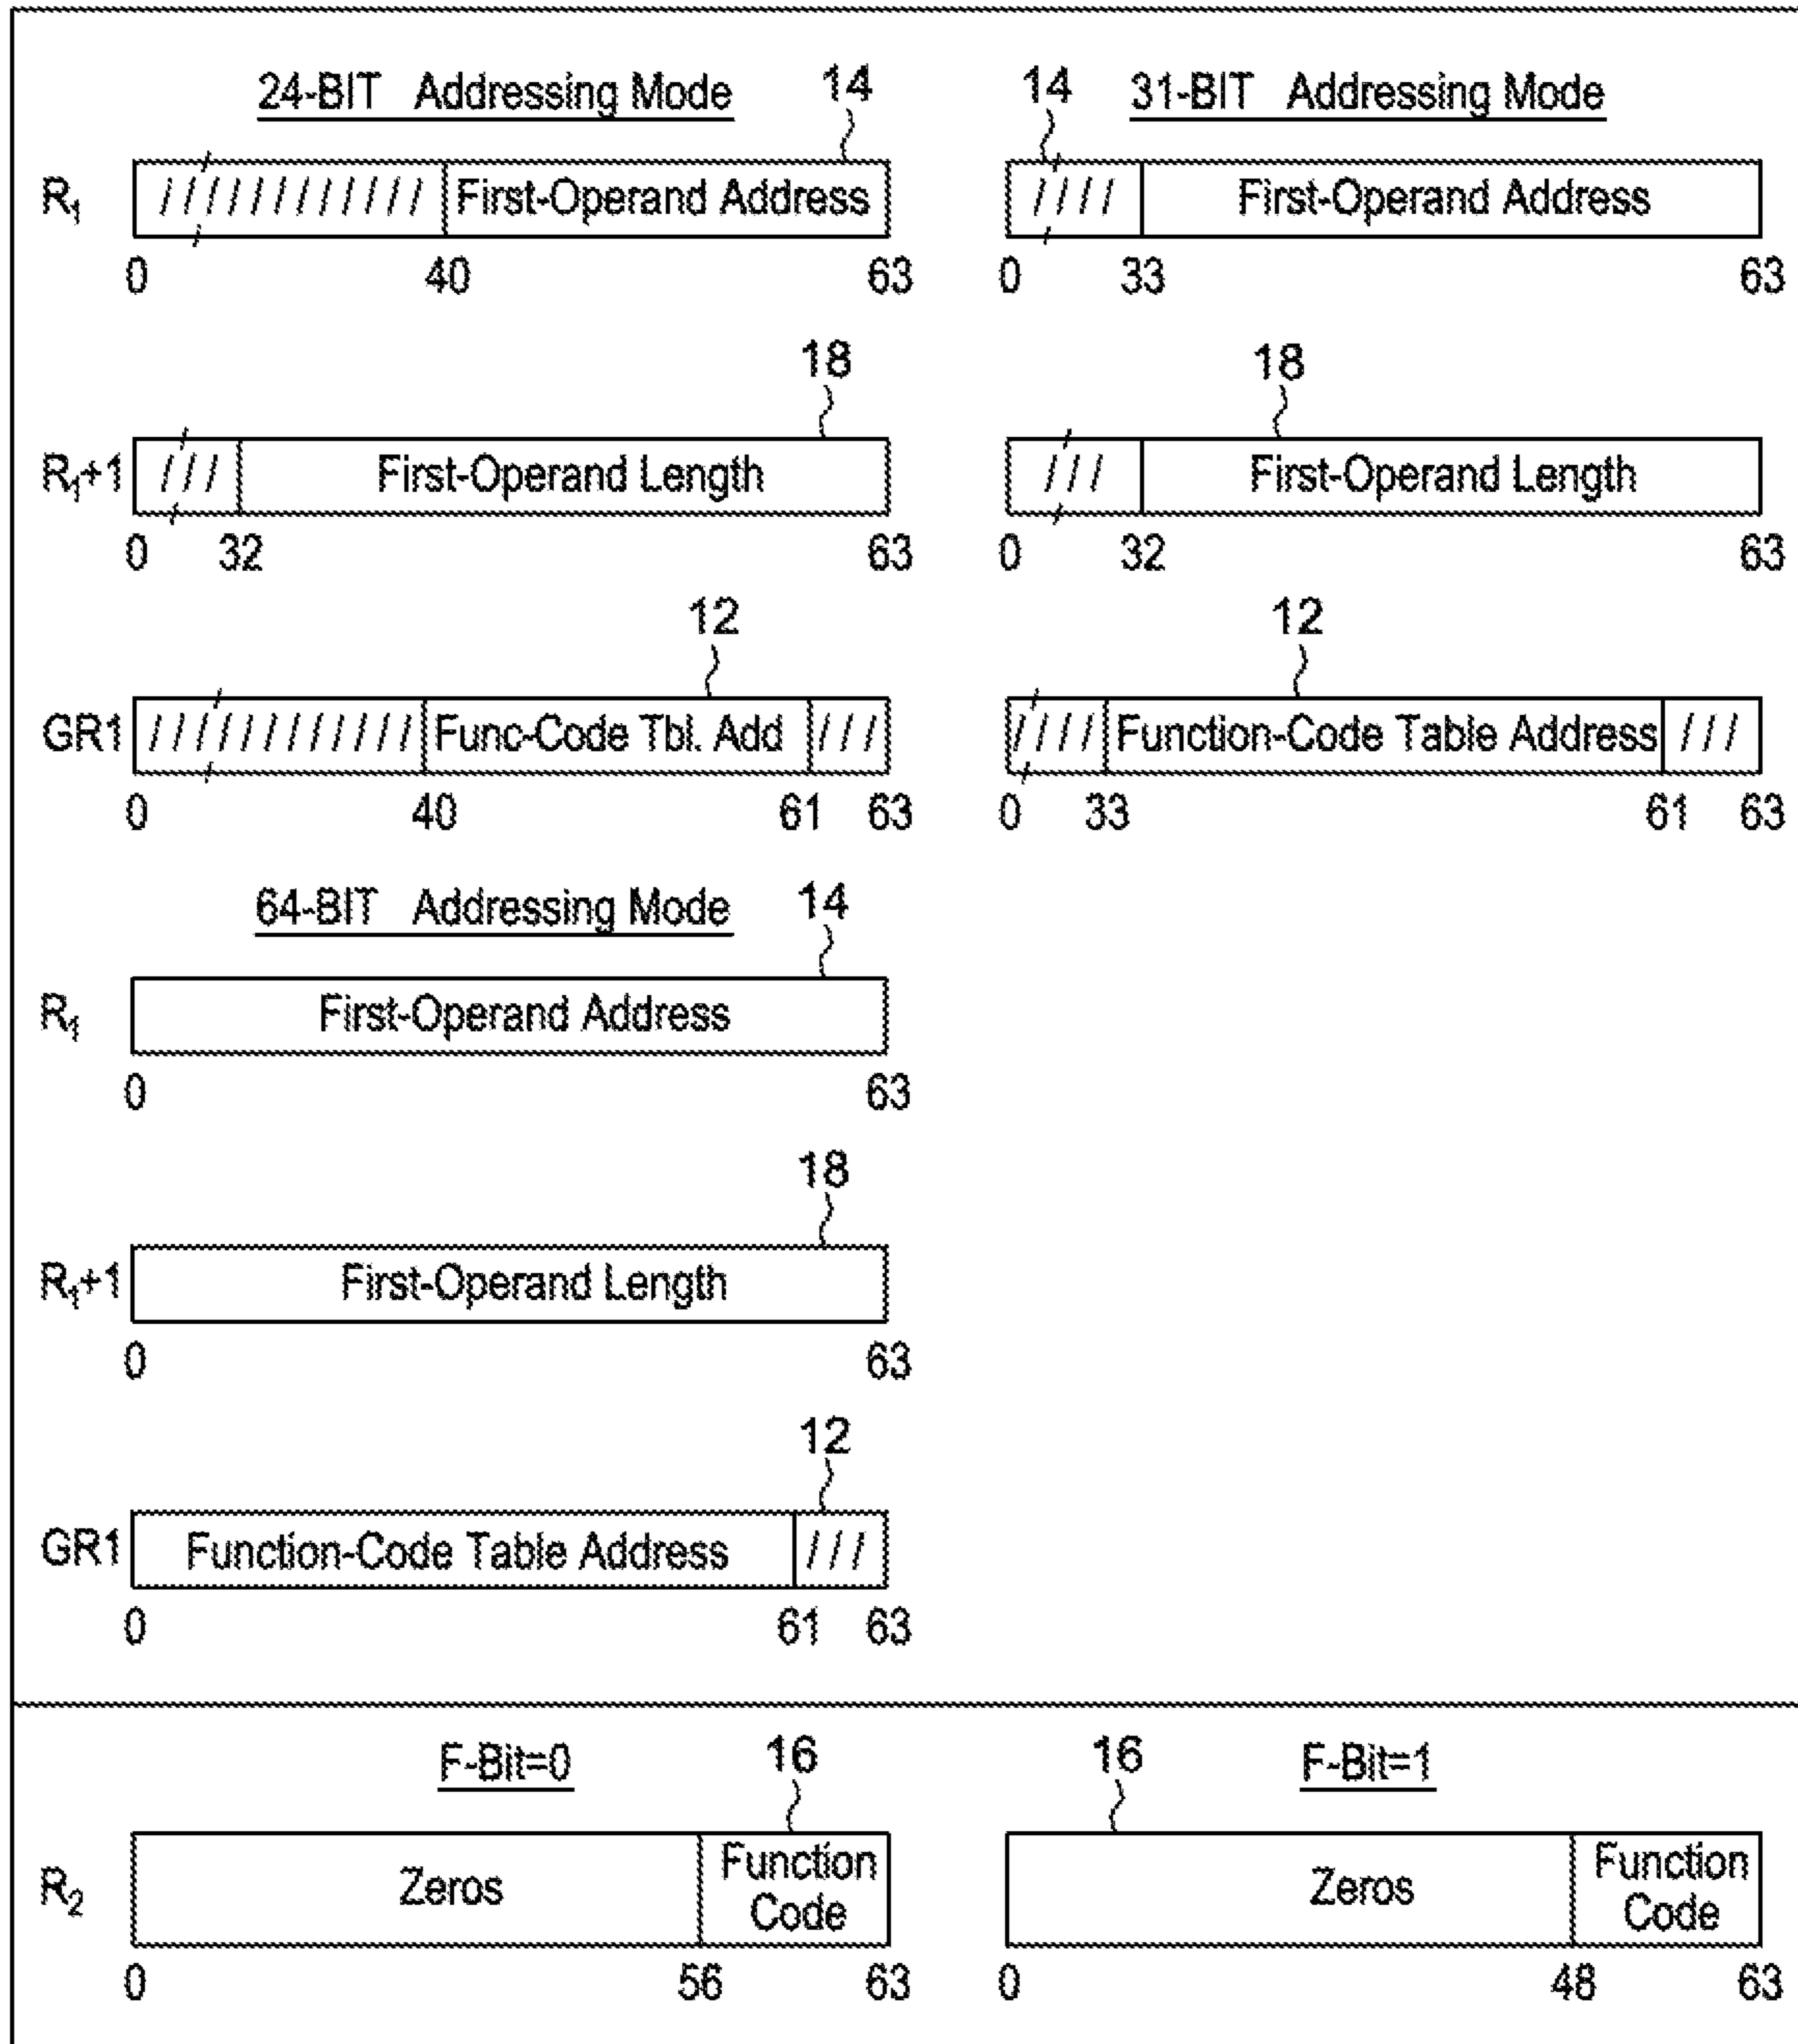 24-BIT Addressing Mode 14 14 31-BIT Addressing Mode
R1 First-Operand Address First-Operand Address
0 40 63 0 33 63
18 18
R1+1 First-Operand Length First-Operand Length
0 32 63 0 32 63
12 12
GR1 Func-Code Tbl. Add Function-Code Table Address
0 40 61 63 0 33 61 63
64-BIT Addressing Mode 14
R1 First-Operand Address
0 63
18
R1+1 First-Operand Length
0 63
12
GR1 Function-Code Table Address
0 61 63
F-Bit=0 16 16 F-Bit=1
R2 Zeros Function Code Zeros Function Code
0 56 63 0 48 63